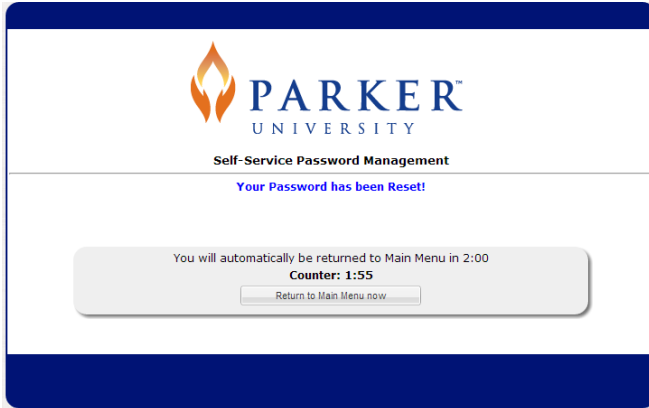 PARKER™
UNIVERSITY
Self-Service Password Management
Your Password has been Reset!
You will automatically be returned to Main Menu in 2:00
Counter: 1:55
Return to Main Menu now